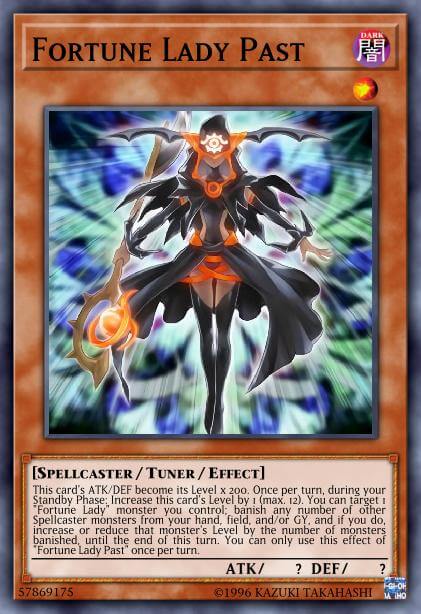 Fortune Lady Past
DARK
闇
[Spellcaster / Tuner / Effect]
This card's ATK/DEF become its Level x 200. Once per turn, during your
Standby Phase: Increase this card's Level by 1 (max. 12). You can target 1
"Fortune Lady" monster you control; banish any number of other
Spellcaster monsters from your hand, field, and/or GY, and if you do,
increase or reduce that monster's Level by the number of monsters
banished, until the end of this turn. You can only use this effect of
"Fortune Lady Past" once per turn.
ATK/ ? DEF/ ?
57869175 ©1996 KAZUKI TAKAHASHI